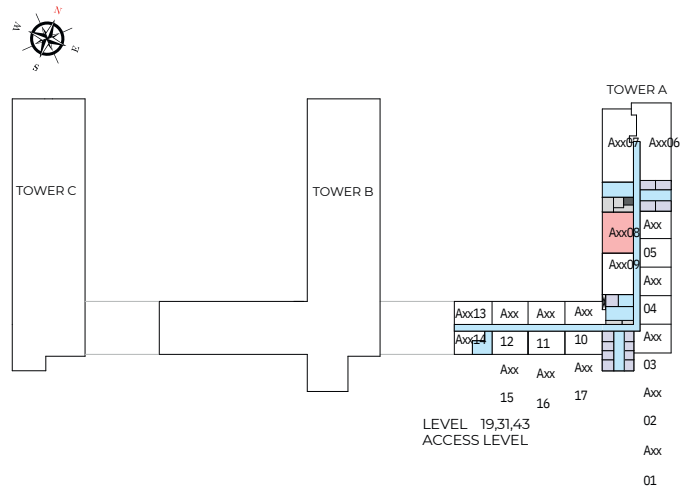 N
W
E
S
TOWER A
Axx07
Axx06
TOWER C
TOWER B
Axx08
Axx
05
Axx09
Axx
04
Axx13
Axx
12
Axx
11
Axx
10
Axx
03
Axx14
Axx
15
Axx
16
Axx
17
Axx
02
LEVEL 19,31,43
ACCESS LEVEL
Axx
01